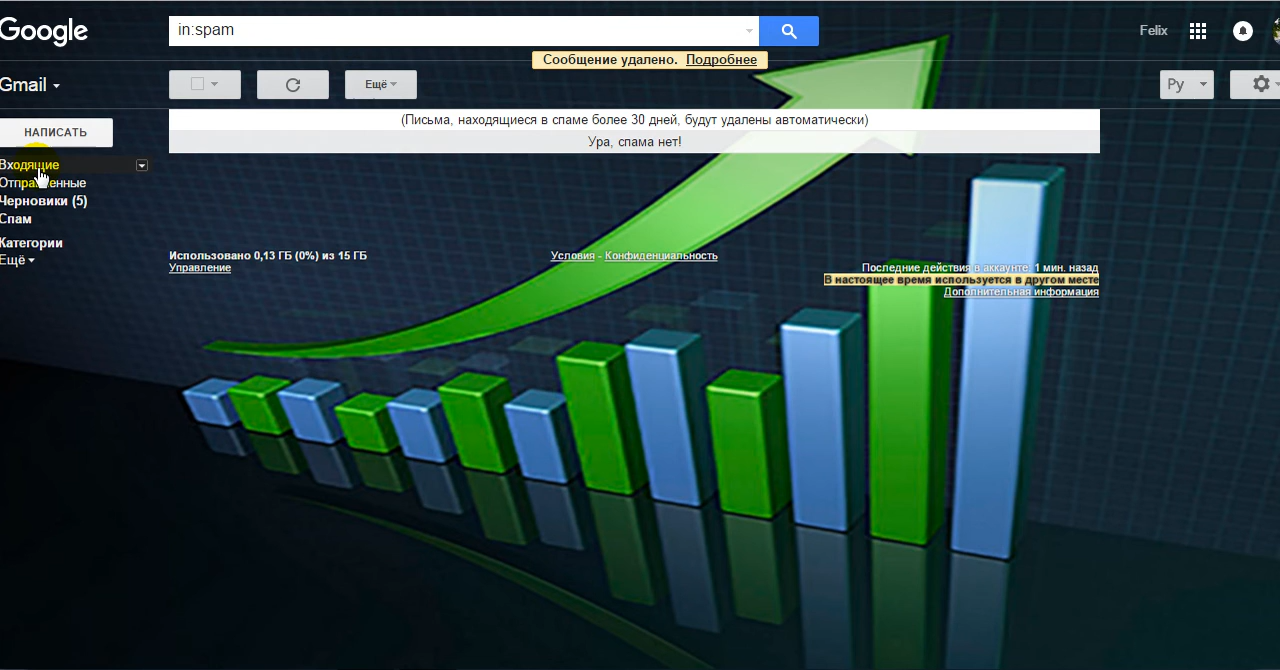 Google
in:spam
Felix
Сообщение удалено. Подробнее
Gmail
Ещё
Ру
(Письма, находящиеся в спаме более 30 дней, будут удалены автоматически)
НАПИСАТЬ
Ура, спама нет!
Входящие
Отправленные
Черновики (5)
Спам
Категории
Ещё
Использовано 0,13 ГБ (0%) из 15 ГБ
Управление
Условия - Конфиденциальность
Последние действия в аккаунте: 1 мин. назад
В настоящее время используется в другом месте
Дополнительная информация